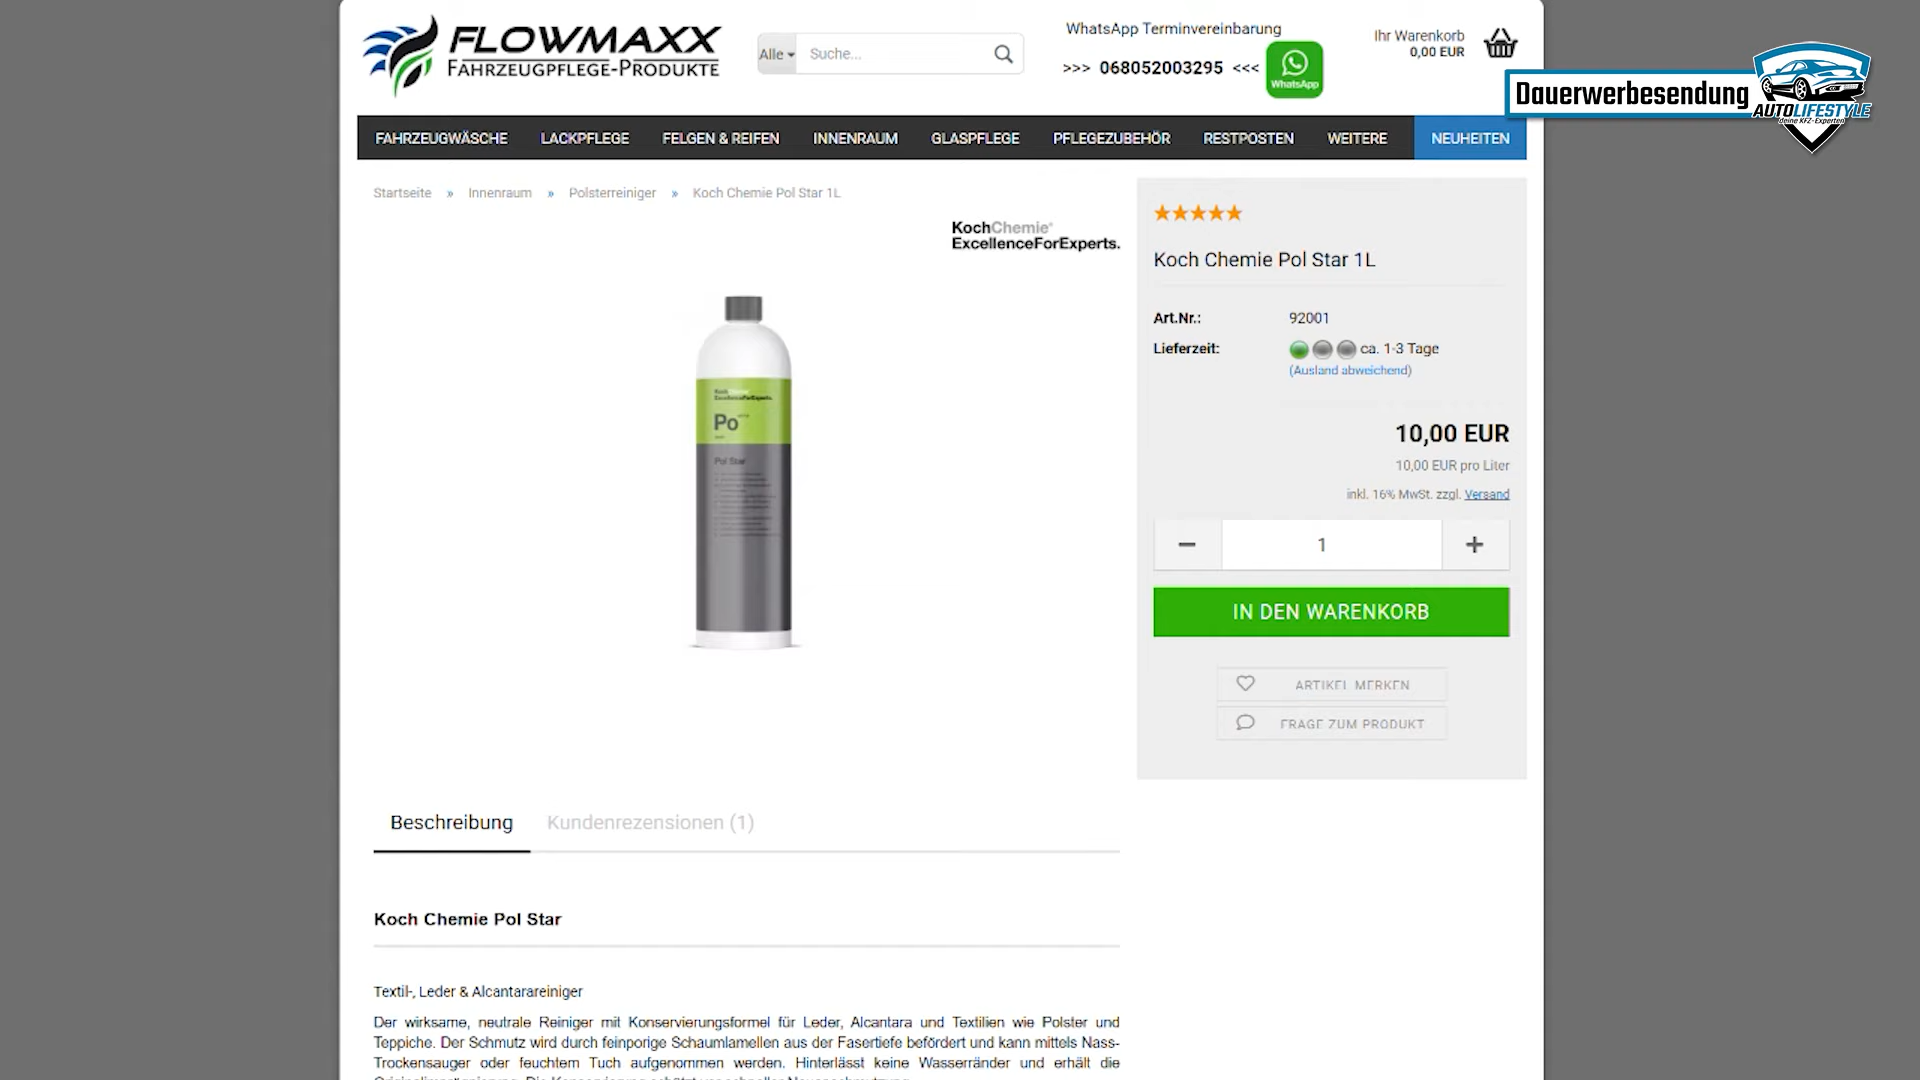 FLOWMAXX
FAHRZEUGPFLEGE-PRODUKTE
Alle
Suche...
WhatsApp Terminvereinbarung
>>> 068052003295 <<<
WhatsApp
Ihr Warenkorb
0,00 EUR
Dauerwerbesendung
AUTOLIFESTYLE
deine KFZ-Experten
FAHRZEUGWÄSCHE LACKPFLEGE FELGEN & REIFEN INNENRAUM GLASPFLEGE PFLEGEZUBEHÖR RESTPOSTEN WEITERE NEUHEITEN
Startseite » Innenraum » Polsterreiniger » Koch Chemie Pol Star 1L
KochChemie®
ExcellenceForExperts.
KochChemie
ExcellenceForExperts.
Po
Pol Star
Koch Chemie Pol Star 1L
Art.Nr.: 92001
Lieferzeit: ca. 1-3 Tage
(Ausland abweichend)
10,00 EUR
10,00 EUR pro Liter
inkl. 16% MwSt. zzgl. Versand
− 1 +
IN DEN WARENKORB
ARTIKEL MERKEN
FRAGE ZUM PRODUKT
Beschreibung Kundenrezensionen (1)
Koch Chemie Pol Star
Textil-, Leder & Alcantarareiniger
Der wirksame, neutrale Reiniger mit Konservierungsformel für Leder, Alcantara und Textilien wie Polster und
Teppiche. Der Schmutz wird durch feinporige Schaumlamellen aus der Fasertiefe befördert und kann mittels Nass-
Trockensauger oder feuchtem Tuch aufgenommen werden. Hinterlässt keine Wasserränder und erhält die